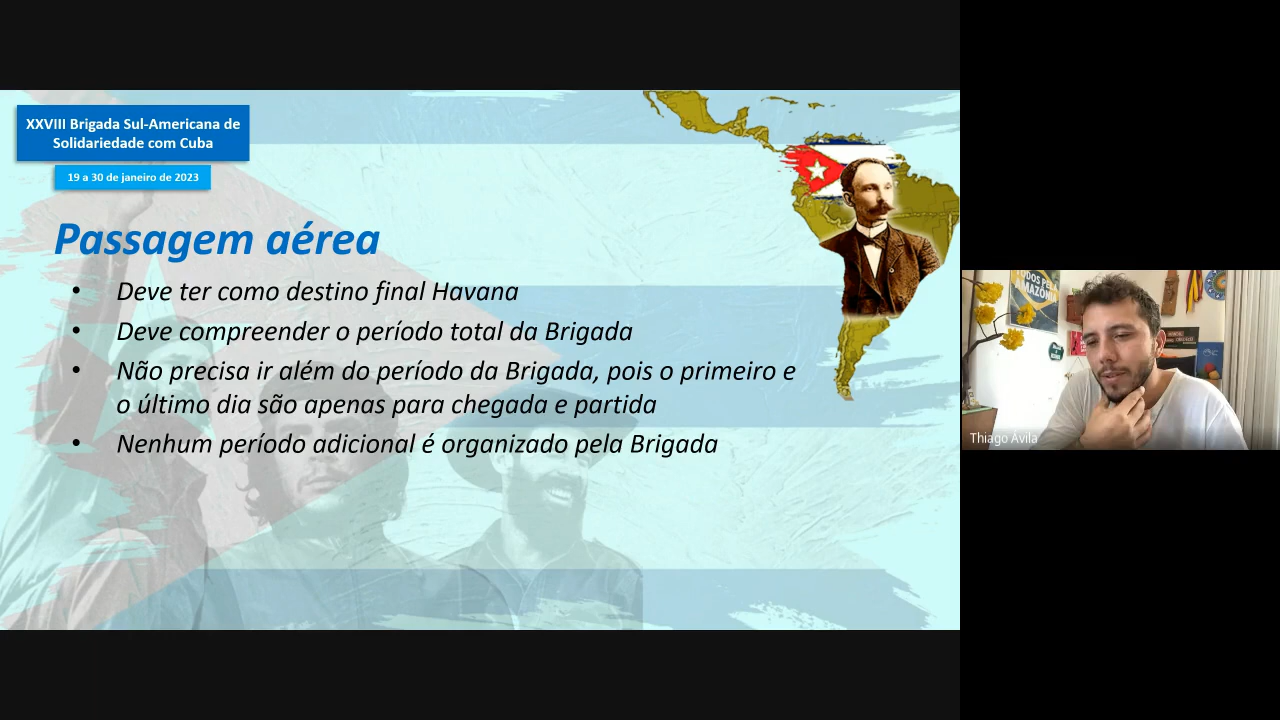 XXVIII Brigada Sul-Americana de
Solidariedade com Cuba
19 a 30 de janeiro de 2023
Passagem aérea
• Deve ter como destino final Havana
• Deve compreender o período total da Brigada
• Não precisa ir além do período da Brigada, pois o primeiro e
o último dia são apenas para chegada e partida
• Nenhum período adicional é organizado pela Brigada
AMAZÔNIA
Thiago Ávila